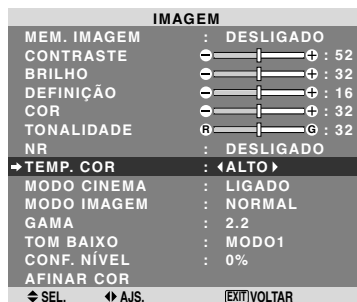 IMAGEM
MEM. IMAGEM : DESLIGADO
CONTRASTE : 52
BRILHO : 32
DEFINIÇÃO : 16
COR : 32
TONALIDADE R G : 32
NR : DESLIGADO
TEMP. COR : ALTO
MODO CINEMA : LIGADO
MODO IMAGEM : NORMAL
GAMA : 2.2
TOM BAIXO : MODO1
CONF. NÍVEL : 0%
AFINAR COR
SEL. AJS. EXIT VOLTAR